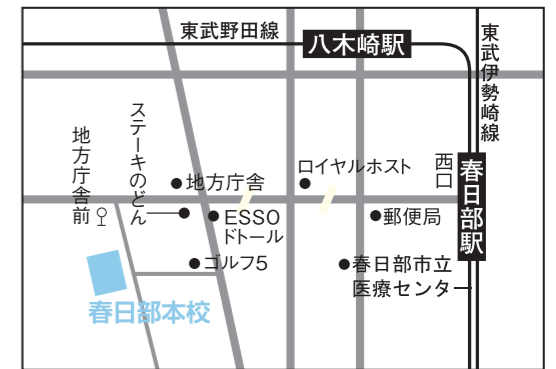 東武野田線
八木崎駅
東武伊勢崎線
ステーキのどん
地方庁舎前
●地方庁舎
ロイヤルホスト
西口
春日部駅
●ESSO
ドトール
●郵便局
●ゴルフ5
●春日部市立
医療センター
春日部本校